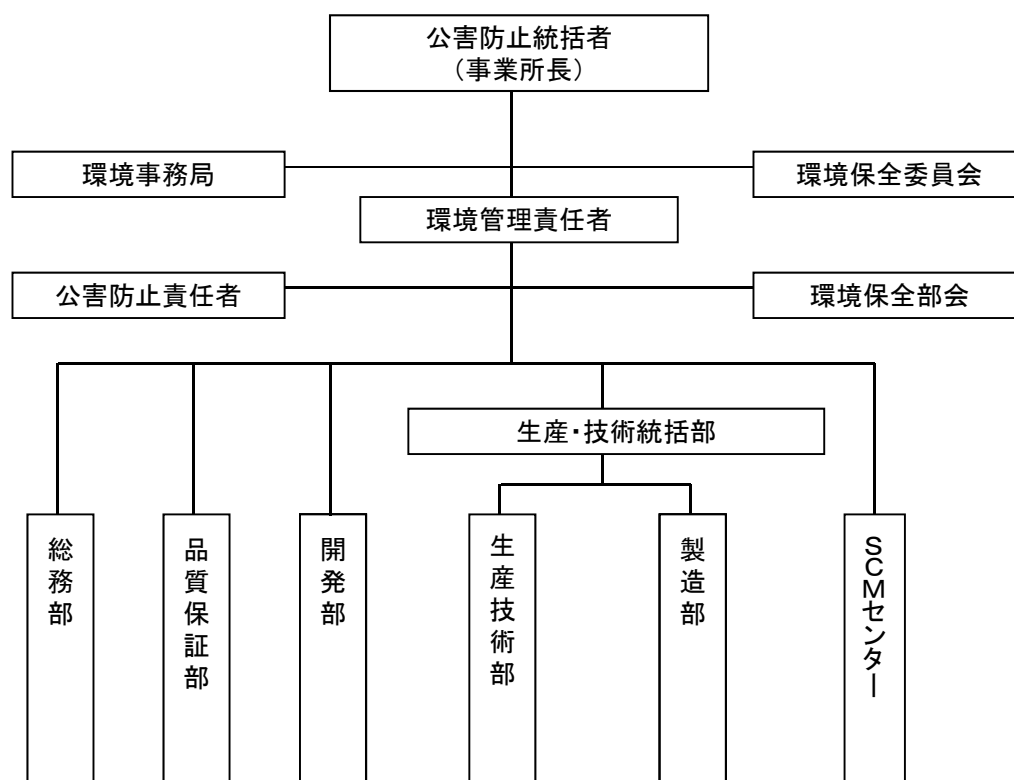 公害防止統括者
（事業所長）
環境事務局
環境保全委員会
環境管理責任者
公害防止責任者
環境保全部会
生産・技術統括部
総務部
品質保証部
開発部
生産技術部
製造部
SCMセンター